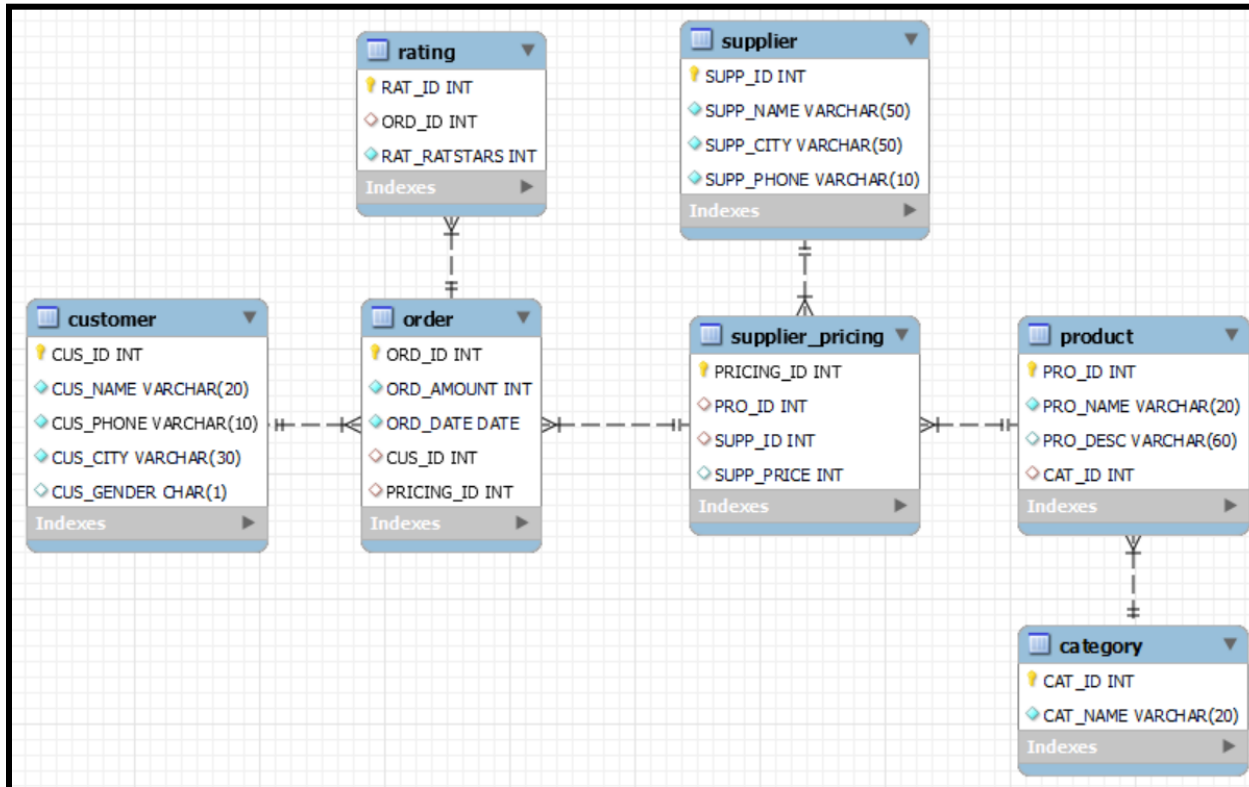 rating
RAT_ID INT
ORD_ID INT
RAT_RATSTARS INT
Indexes
supplier
SUPP_ID INT
SUPP_NAME VARCHAR(50)
SUPP_CITY VARCHAR(50)
SUPP_PHONE VARCHAR(10)
Indexes
customer
CUS_ID INT
CUS_NAME VARCHAR(20)
CUS_PHONE VARCHAR(10)
CUS_CITY VARCHAR(30)
CUS_GENDER CHAR(1)
Indexes
order
ORD_ID INT
ORD_AMOUNT INT
ORD_DATE DATE
CUS_ID INT
PRICING_ID INT
Indexes
supplier_pricing
PRICING_ID INT
PRO_ID INT
SUPP_ID INT
SUPP_PRICE INT
Indexes
product
PRO_ID INT
PRO_NAME VARCHAR(20)
PRO_DESC VARCHAR(60)
CAT_ID INT
Indexes
category
CAT_ID INT
CAT_NAME VARCHAR(20)
Indexes